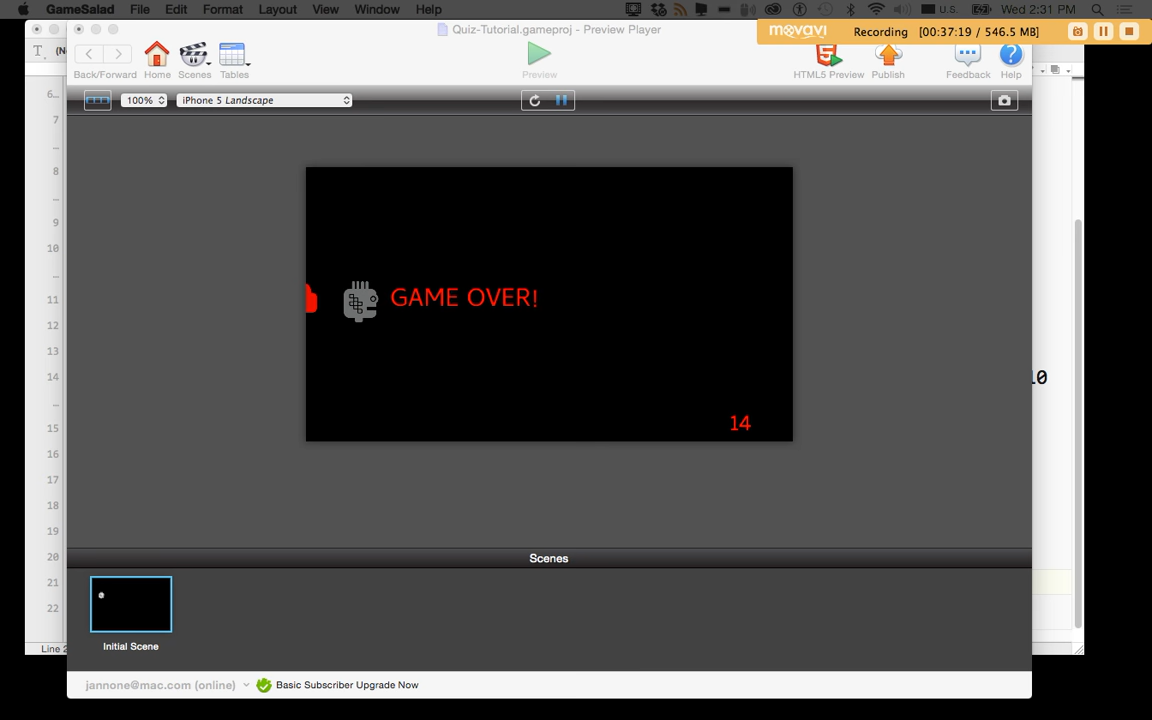 GameSalad File Edit Format Layout View Window Help U.S. Wed 2:31 PM
Quiz-Tutorial.gameproj - Preview Player
movavi Recording [00:37:19 / 546.5 MB]
Back/Forward Home Scenes Tables Preview HTML5 Preview Publish Feedback Help
100% iPhone 5 Landscape
6...
7
8
9
10
11
12
13
14
15
16
17
18
19
20
21
22
GAME OVER!
10
14
Scenes
Initial Scene
Line 2
jannone@mac.com (online) Basic Subscriber Upgrade Now